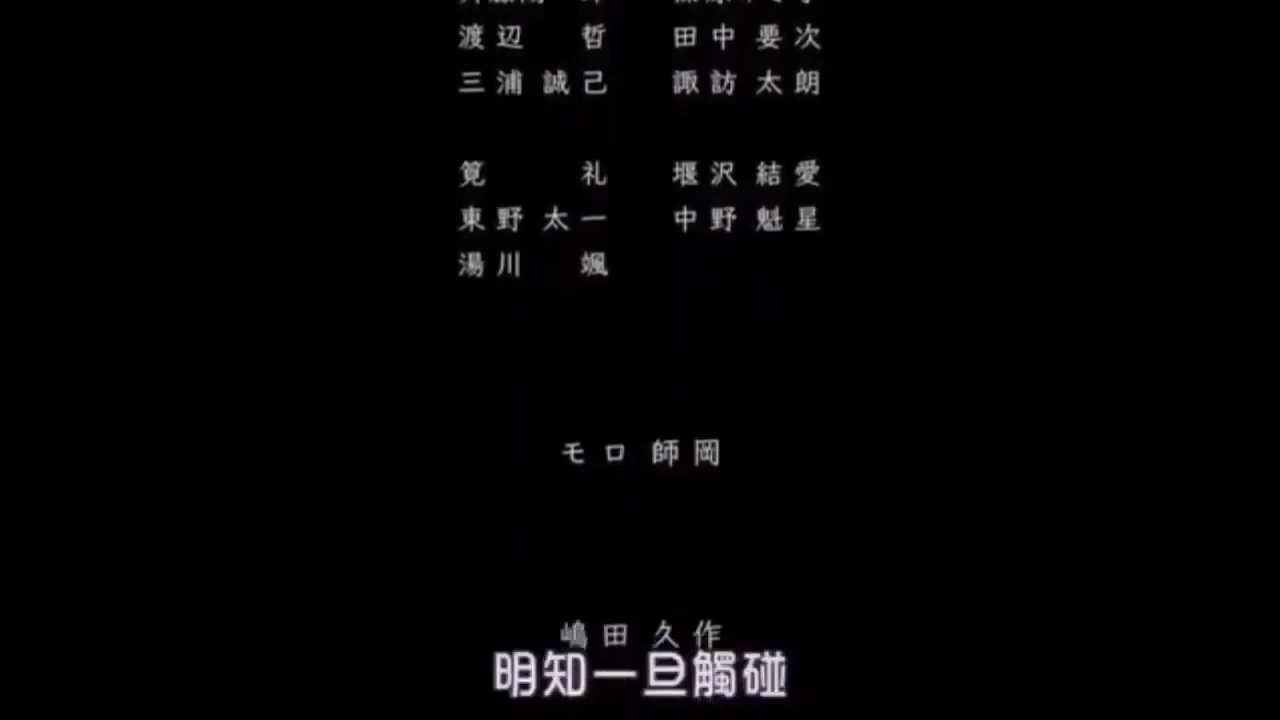 渡辺 哲 田中要次
三浦誠己 諏訪太朗
筧 礼 堰沢結愛
東野太一 中野魁星
湯川 颯
モロ師岡
嶋田久作
明知一旦觸碰